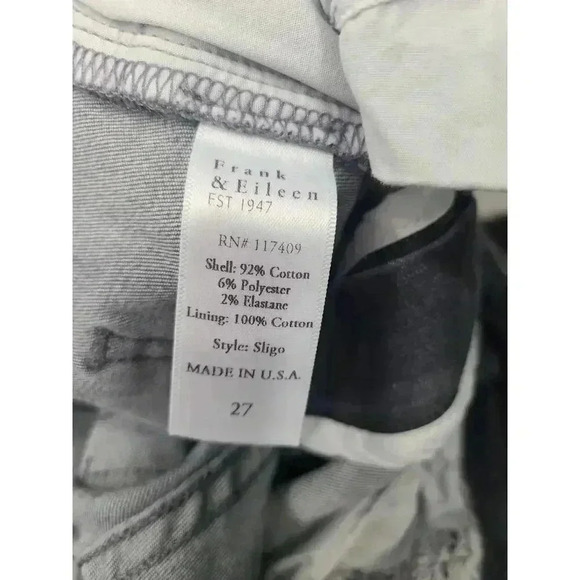 Frank
& Eileen
EST 1947
RN# 117409
Shell: 92% Cotton
6% Polyester
2% Elastane
Lining: 100% Cotton
Style: Sligo
MADE IN U.S.A.
27